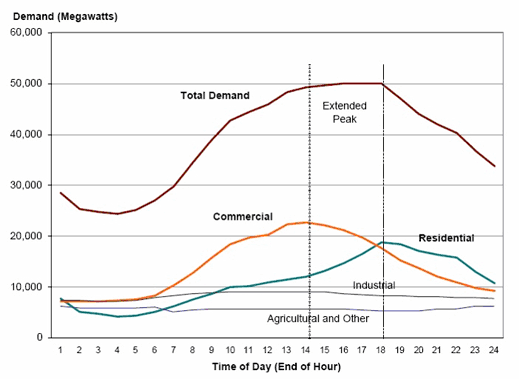 Demand (Megawatts)
60,000
50,000
40,000
30,000
20,000
10,000
0
Total Demand
Extended
Peak
Commercial
Residential
Industrial
Agricultural and Other
1 2 3 4 5 6 7 8 9 10 11 12 13 14 15 16 17 18 19 20 21 22 23 24
Time of Day (End of Hour)